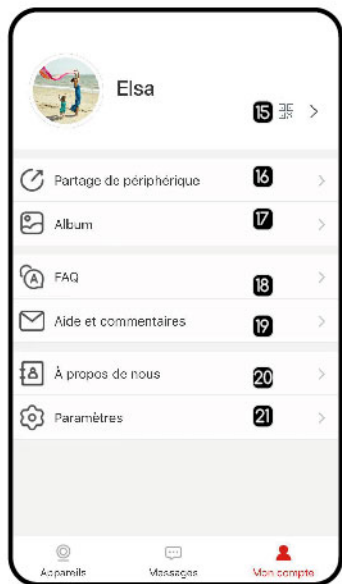 Elsa
15
Partage de périphérique 16
Album 17
FAQ 18
Aide et commentaires 19
À propos de nous 20
Paramètres 21
Appareils Messages Mon compte